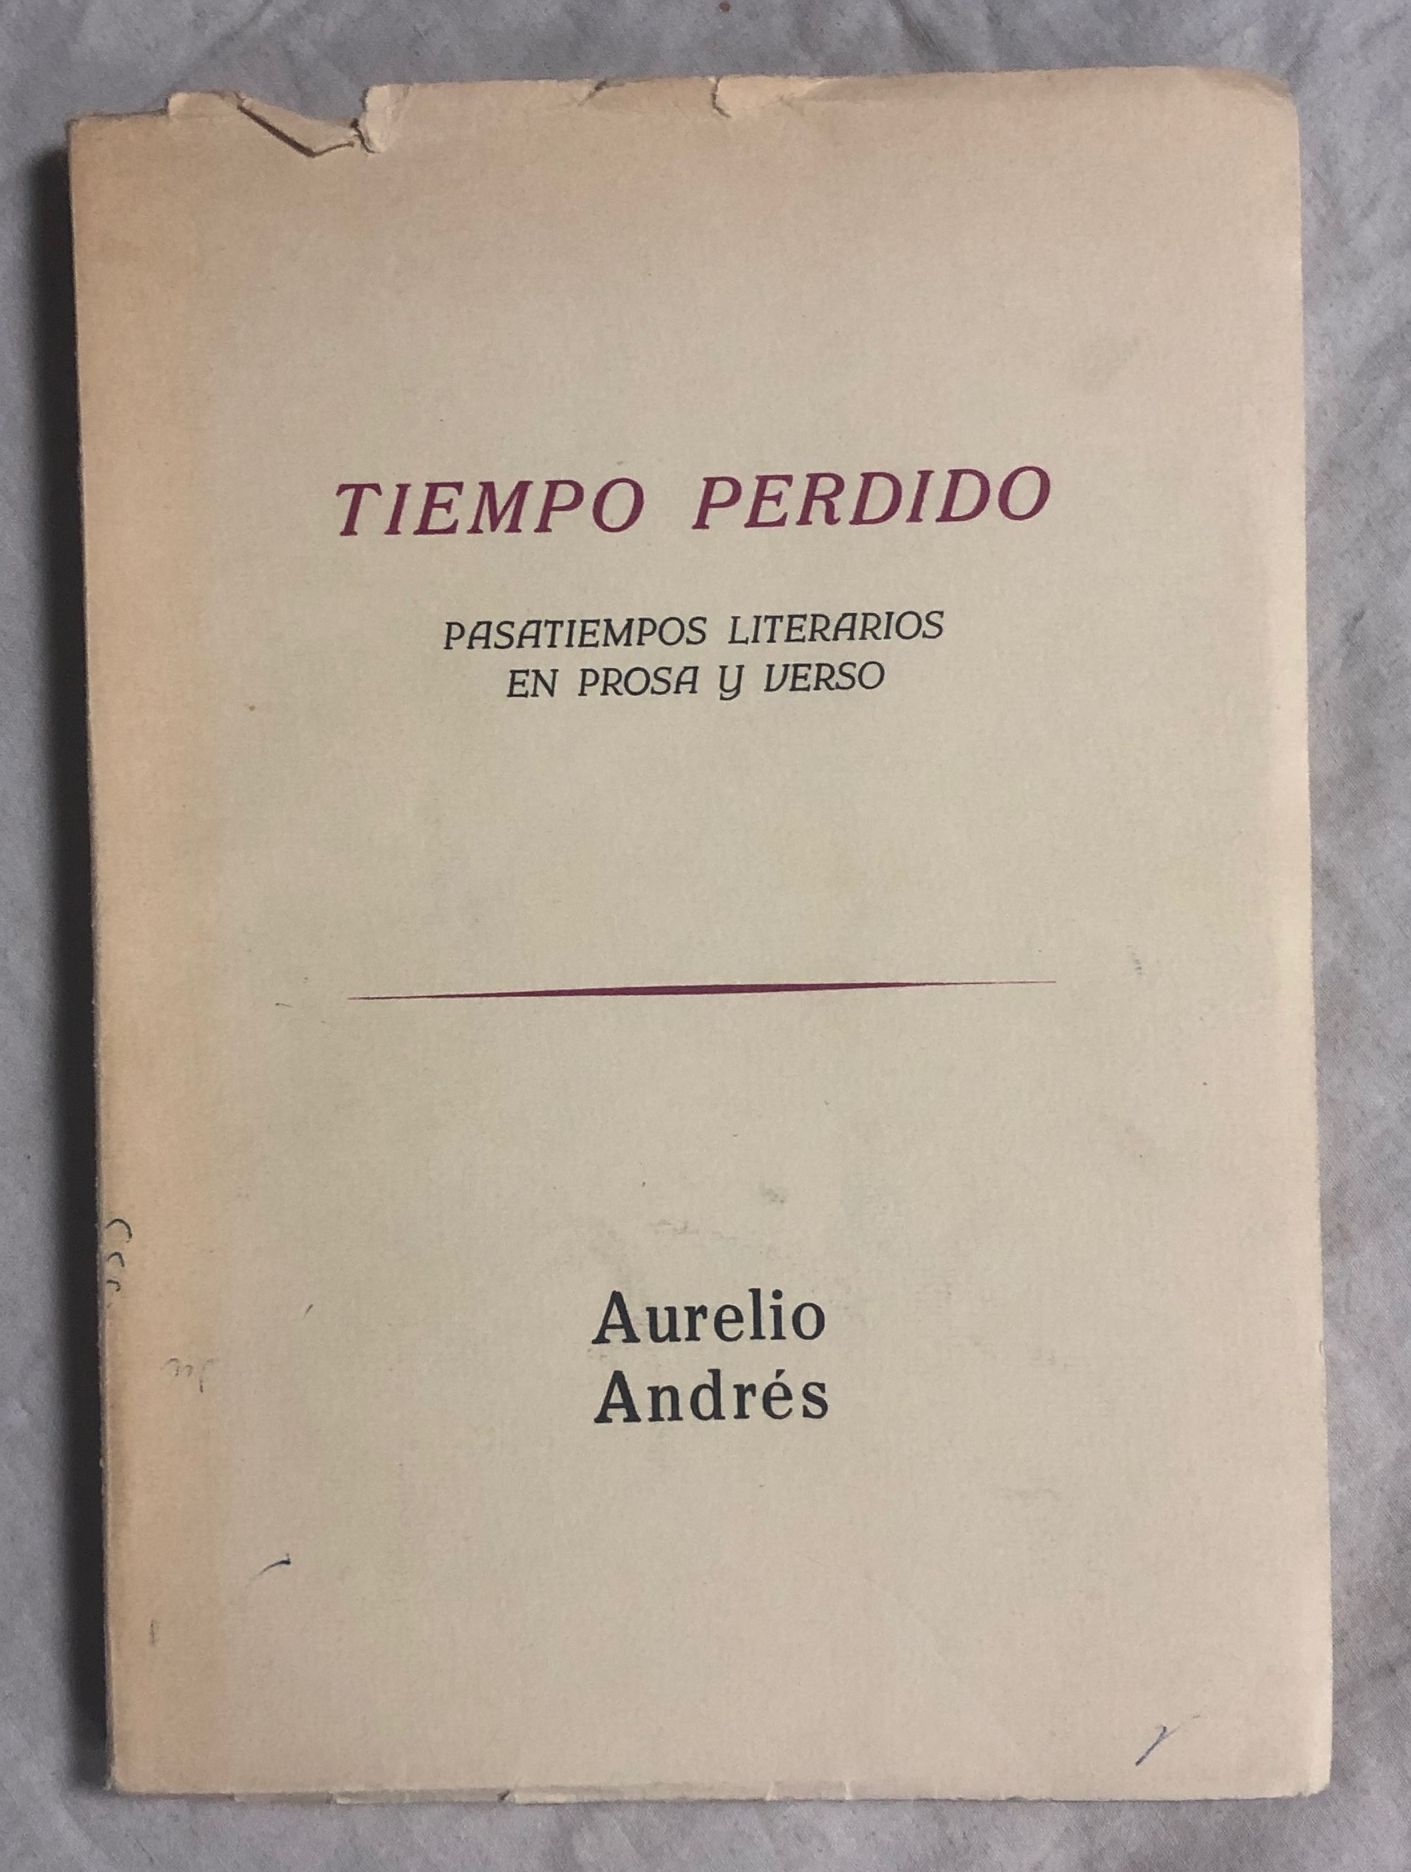 TIEMPO PERDIDO
PASATIEMPOS LITERARIOS
EN PROSA Y VERSO
Aurelio
Andrés